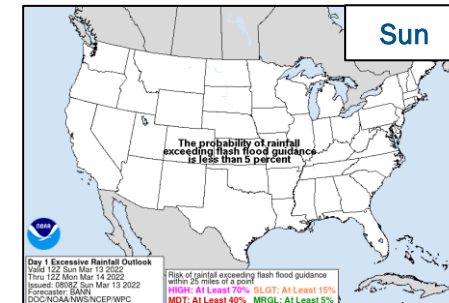 Sun
The probability of rainfall
exceeding flash flood guidance
is less than 5 percent
NOAA
Day 1 Excessive Rainfall Outlook
Valid 12Z Sun Mar 13 2022
Thru 12Z Mon Mar 14 2022
Issued: 0808Z Sun Mar 13 2022
Forecaster: BANN
DOC/NOAA/NWS/NCEP/WPC
Risk of rainfall exceeding flash flood guidance
within 25 miles of a point
HIGH: At Least 70% SLGT: At Least 15%
MDT: At Least 40% MRGL: At Least 5%